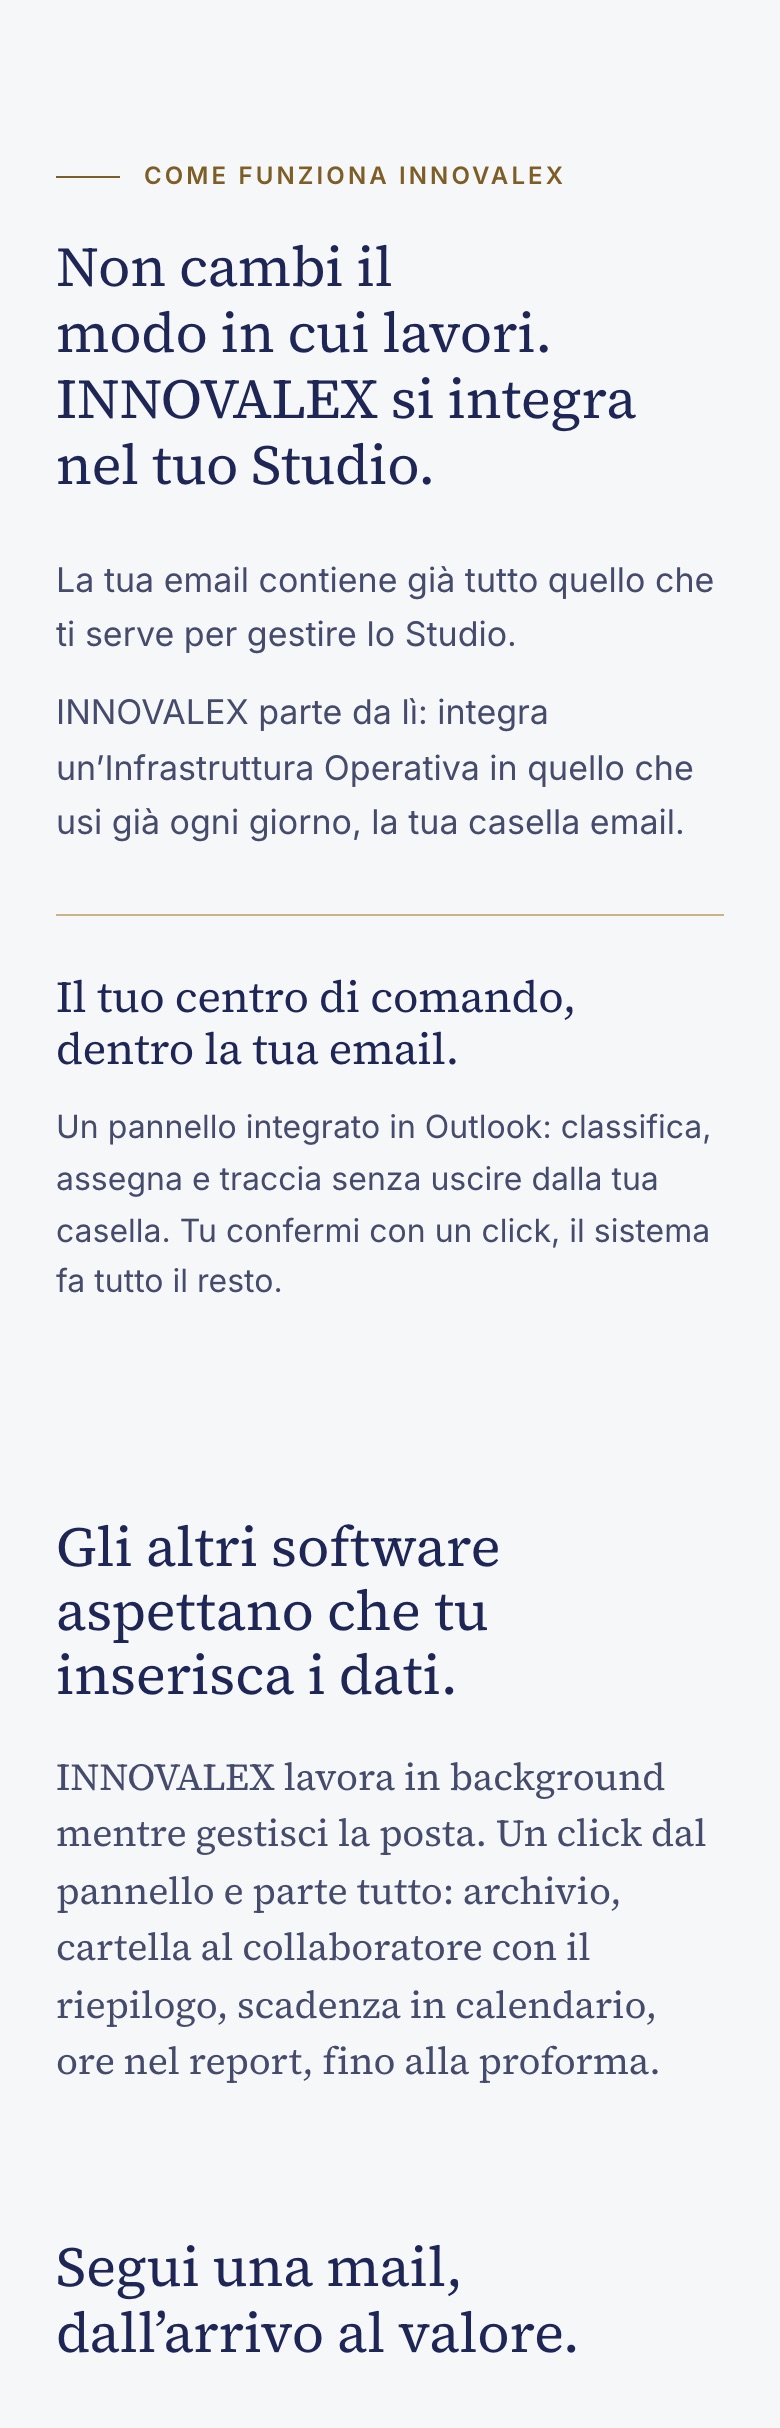 COME FUNZIONA INNOVALEX
Non cambi il
modo in cui lavori.
INNOVALEX si integra
nel tuo Studio.
La tua email contiene già tutto quello che
ti serve per gestire lo Studio.
INNOVALEX parte da lì: integra
un’Infrastruttura Operativa in quello che
usi già ogni giorno, la tua casella email.
Il tuo centro di comando,
dentro la tua email.
Un pannello integrato in Outlook: classifica,
assegna e traccia senza uscire dalla tua
casella. Tu confermi con un click, il sistema
fa tutto il resto.
Gli altri software
aspettano che tu
inserisca i dati.
INNOVALEX lavora in background
mentre gestisci la posta. Un click dal
pannello e parte tutto: archivio,
cartella al collaboratore con il
riepilogo, scadenza in calendario,
ore nel report, fino alla proforma.
Segui una mail,
dall’arrivo al valore.